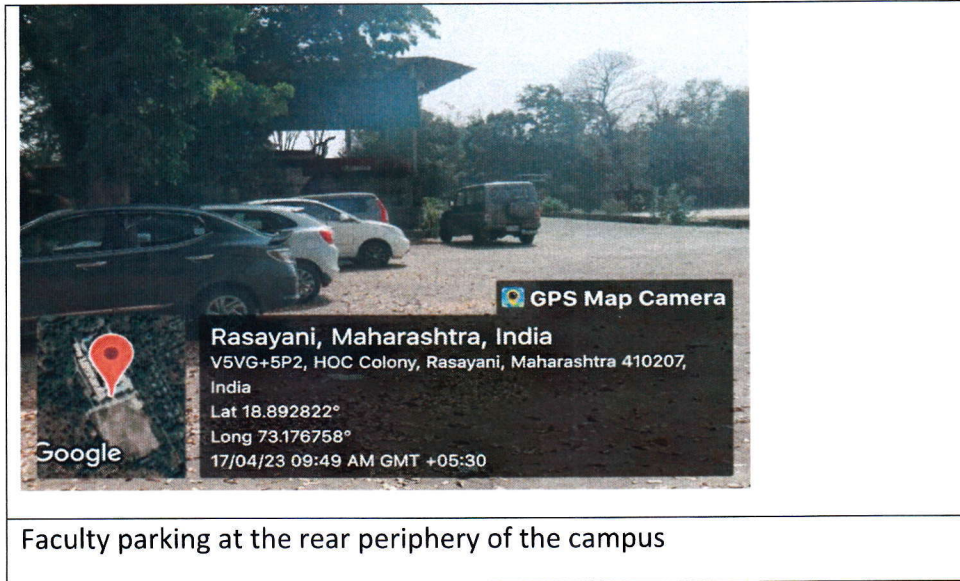 GPS Map Camera
Rasayani, Maharashtra, India
V5VG+5P2, HOC Colony, Rasayani, Maharashtra 410207,
India
Lat 18.892822°
Long 73.176758°
17/04/23 09:49 AM GMT +05:30
Google
Faculty parking at the rear periphery of the campus